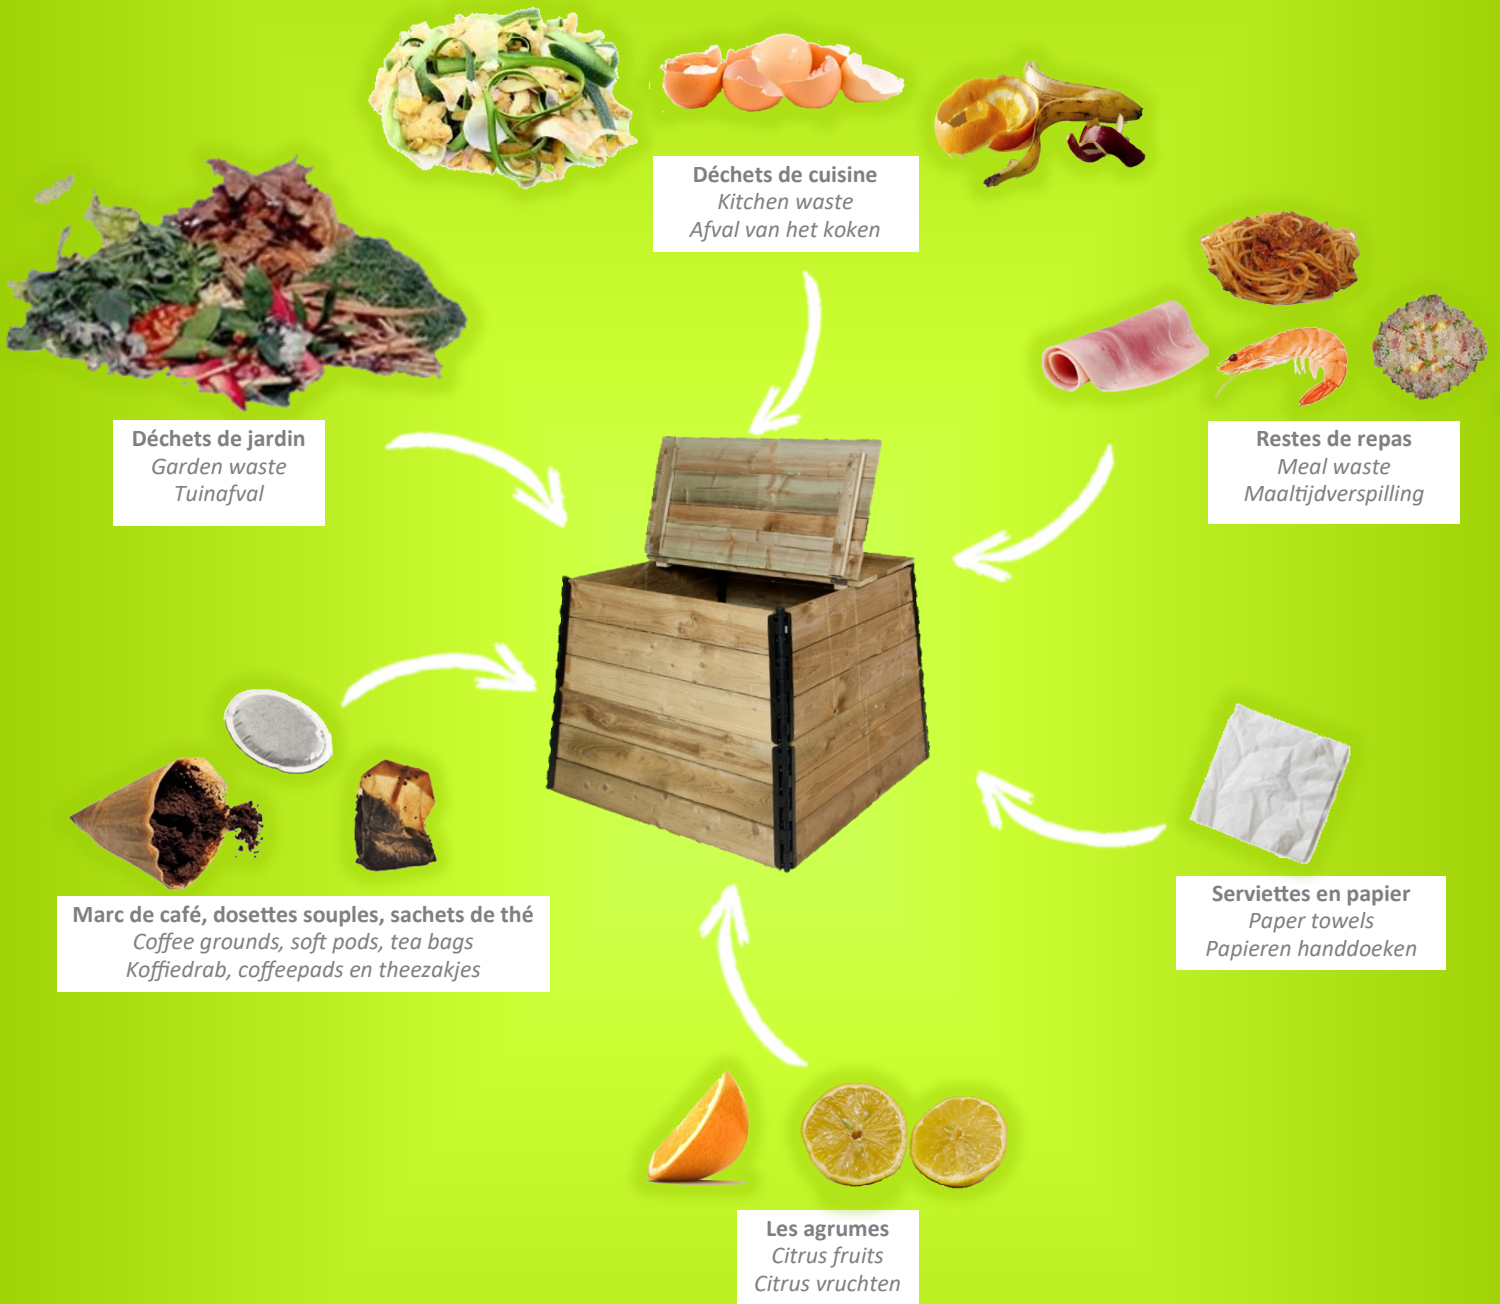 Déchets de cuisine
Kitchen waste
Afval van het koken
Déchets de jardin
Garden waste
Tuinafval
Restes de repas
Meal waste
Maaltijdverspilling
Marc de café, dosettes souples, sachets de thé
Coffee grounds, soft pods, tea bags
Koffiedrab, coffeepads en theezakjes
Serviettes en papier
Paper towels
Papieren handdoeken
Les agrumes
Citrus fruits
Citrus vruchten